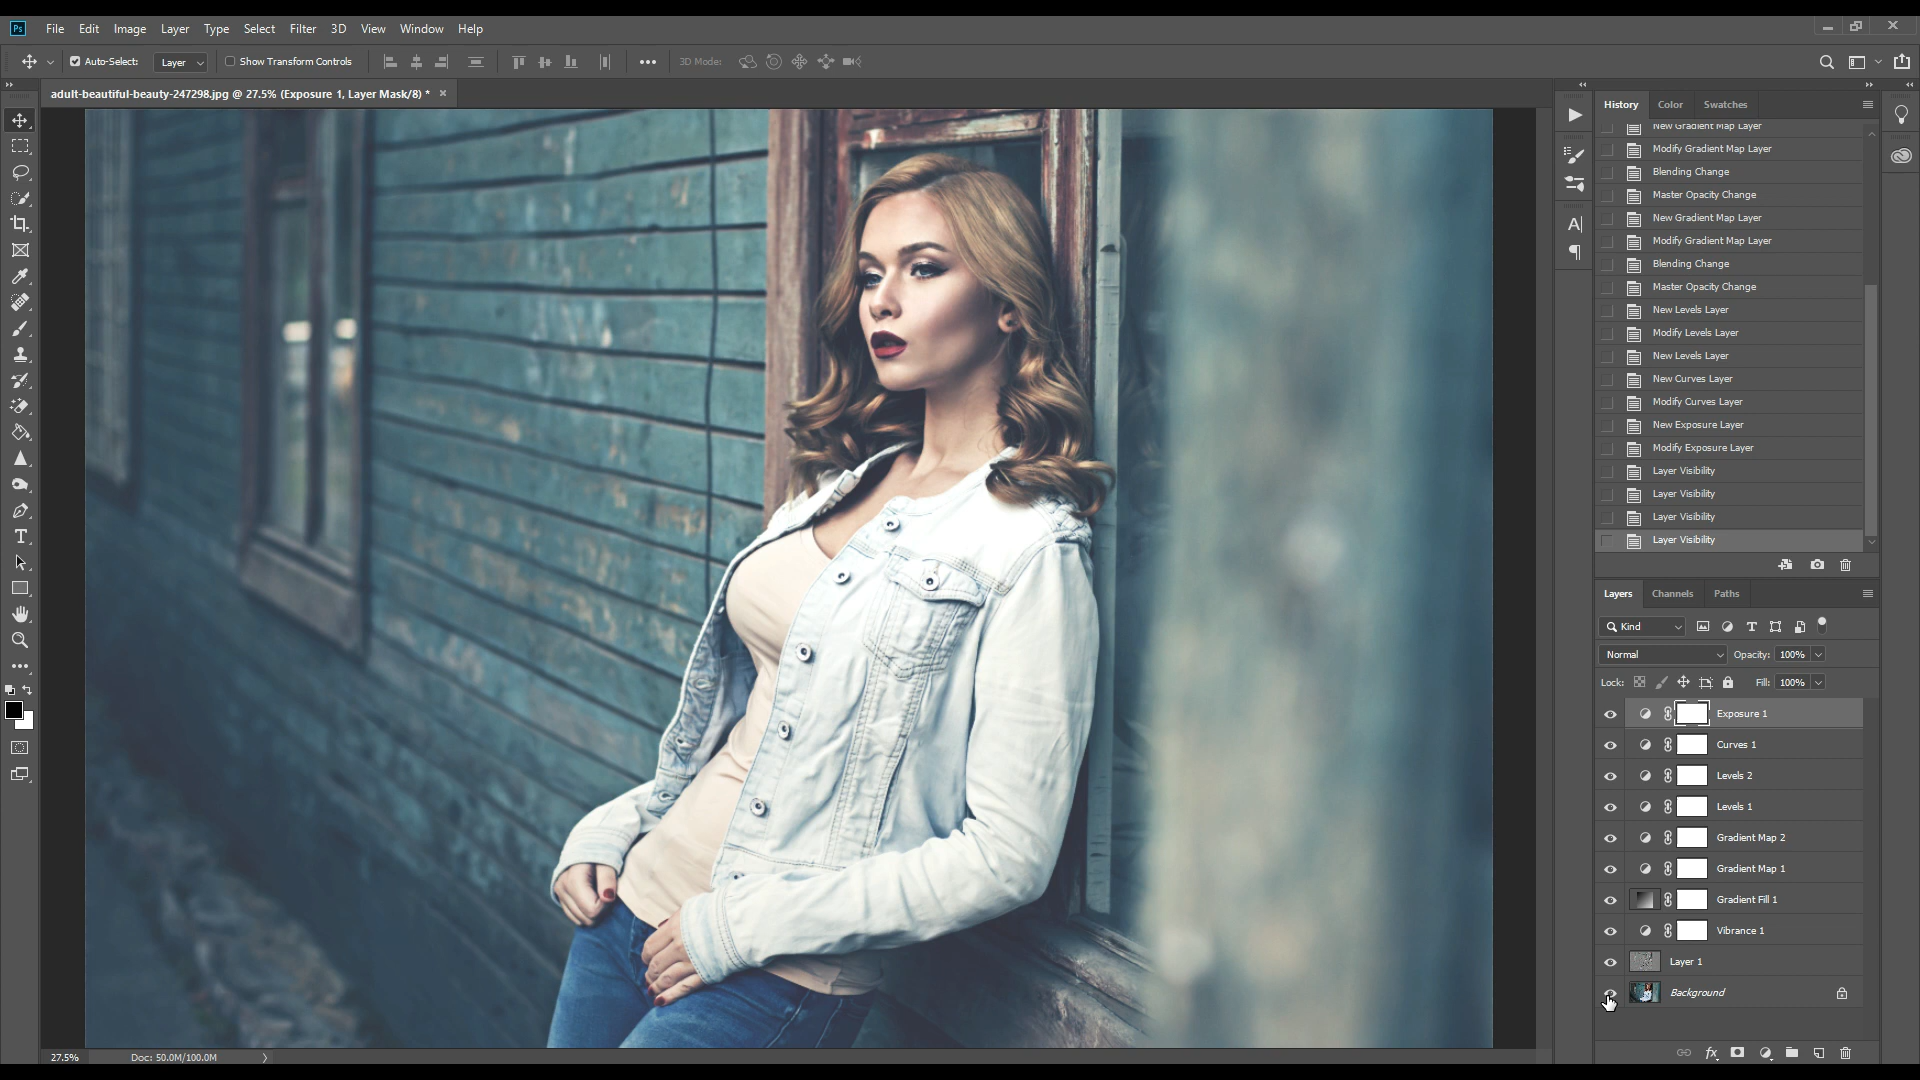 Ps File Edit Image Layer Type Select Filter 3D View Window Help
Auto-Select: Layer Show Transform Controls 3D Mode:
adult-beautiful-beauty-247298.jpg @ 27.5% (Exposure 1, Layer Mask/8) *
History Color Swatches
New Gradient Map Layer
Modify Gradient Map Layer
Blending Change
Master Opacity Change
New Gradient Map Layer
Modify Gradient Map Layer
Blending Change
Master Opacity Change
New Levels Layer
Modify Levels Layer
New Levels Layer
New Curves Layer
Modify Curves Layer
New Exposure Layer
Modify Exposure Layer
Layer Visibility
Layer Visibility
Layer Visibility
Layer Visibility
Layers Channels Paths
Kind
Normal Opacity: 100%
Lock: Fill: 100%
Exposure 1
Curves 1
Levels 2
Levels 1
Gradient Map 2
Gradient Map 1
Gradient Fill 1
Vibrance 1
Layer 1
Background
fx
27.5% Doc: 50.0M/100.0M